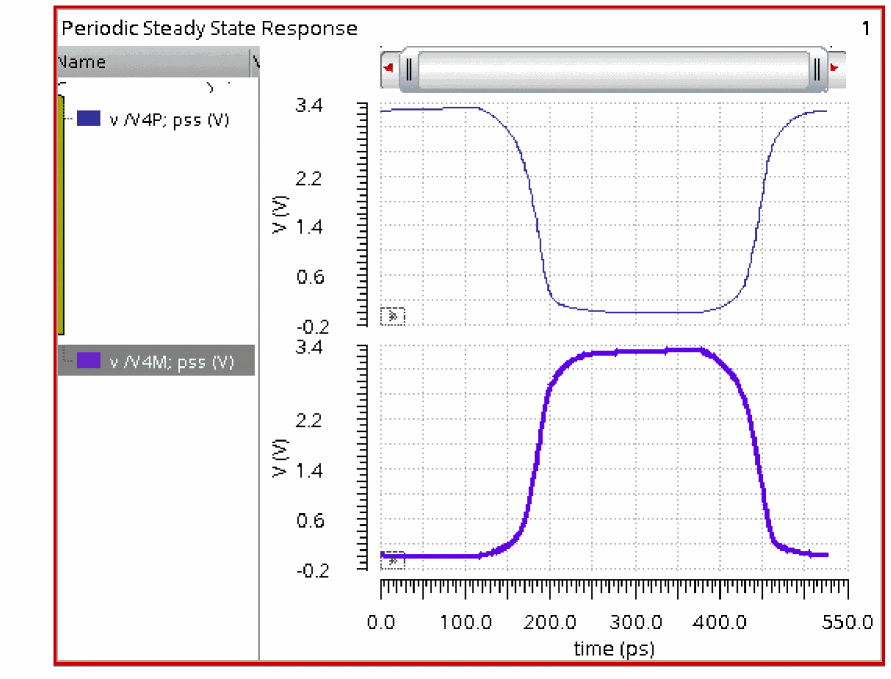 Periodic Steady State Response 1
Name
v /V4P; pss (V)
3.4
2.2
1.4
0.6
-0.2
V (V)
v /V4M; pss (V)
3.4
2.2
1.4
0.6
-0.2
V (V)
0.0 100.0 200.0 300.0 400.0 550.0
time (ps)